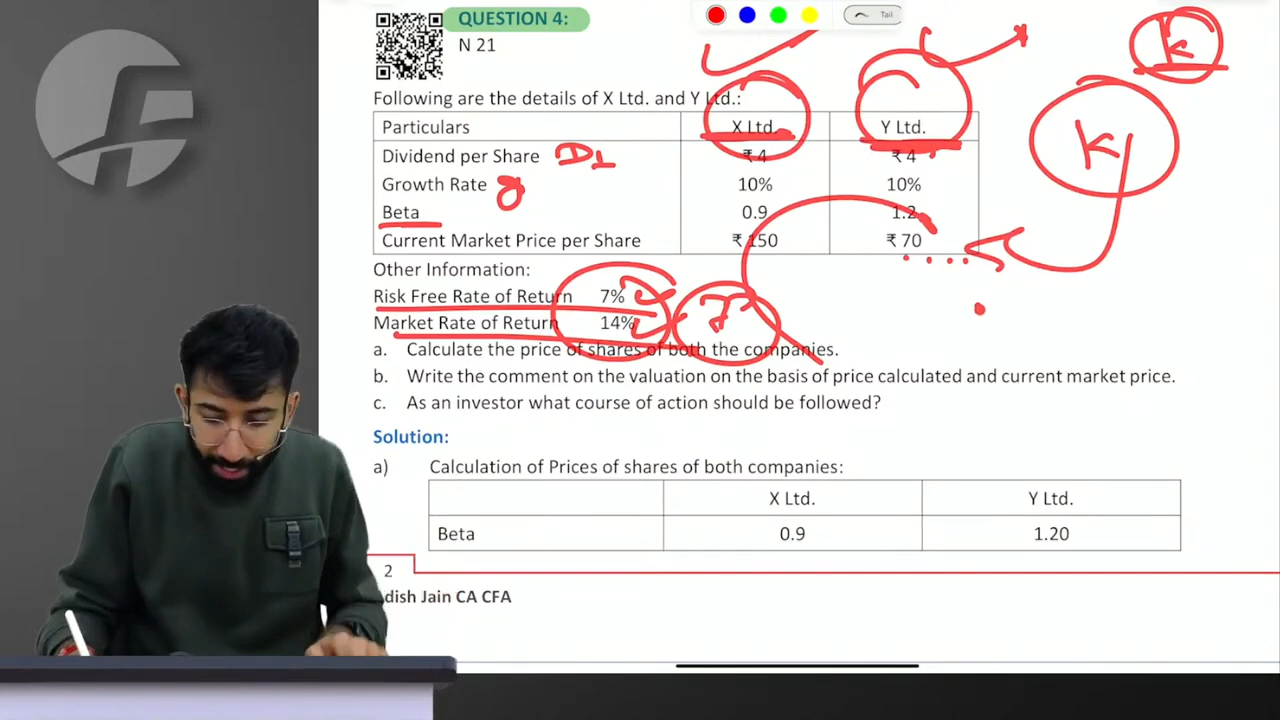 QUESTION 4:
Tail
N 21
k
Following are the details of X Ltd. and Y Ltd.:
Particulars X Ltd. Y Ltd.
k
Dividend per Share D1 ₹ 4 ₹ 4
Growth Rate g 10% 10%
Beta 0.9 1.2
Current Market Price per Share ₹ 150 ₹ 70
Other Information:
Risk Free Rate of Return 7%
7
Market Rate of Return 14%
a. Calculate the price of shares of both the companies.
b. Write the comment on the valuation on the basis of price calculated and current market price.
c. As an investor what course of action should be followed?
Solution:
a) Calculation of Prices of shares of both companies:
X Ltd. Y Ltd.
Beta 0.9 1.20
2
dish Jain CA CFA